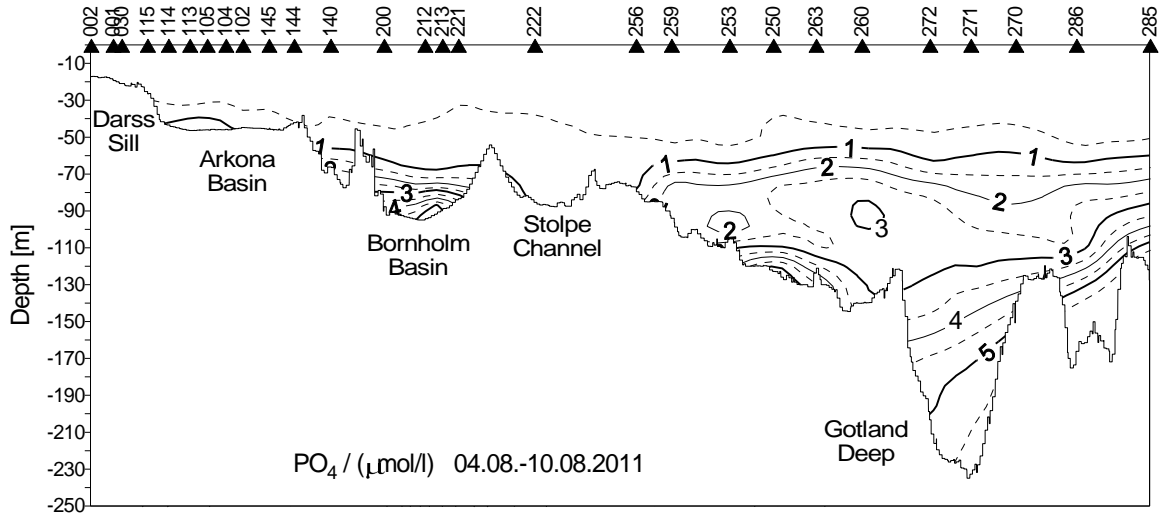 002 001 030 115 114 113 105 104 102 145 144 140 200 212 213 221 222 256 259 253 250 263 260 272 271 270 286 285
-10
-30
-50
-70
-90
-110
-130
-150
-170
-190
-210
-230
-250
Depth [m]
Darss
Sill
Arkona
Basin
Bornholm
Basin
Stolpe
Channel
Gotland
Deep
1
3
4
1
2
1
2
1
2
3
3
4
5
PO4 / (μmol/l) 04.08.-10.08.2011